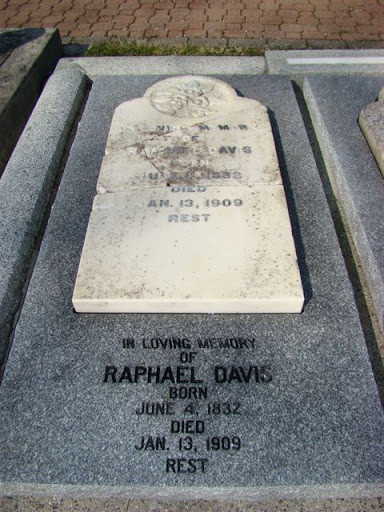 DIED
JAN. 13, 1909
REST
IN LOVING MEMORY
OF
RAPHAEL DAVIS
BORN
JUNE 4, 1832
DIED
JAN. 13, 1909
REST